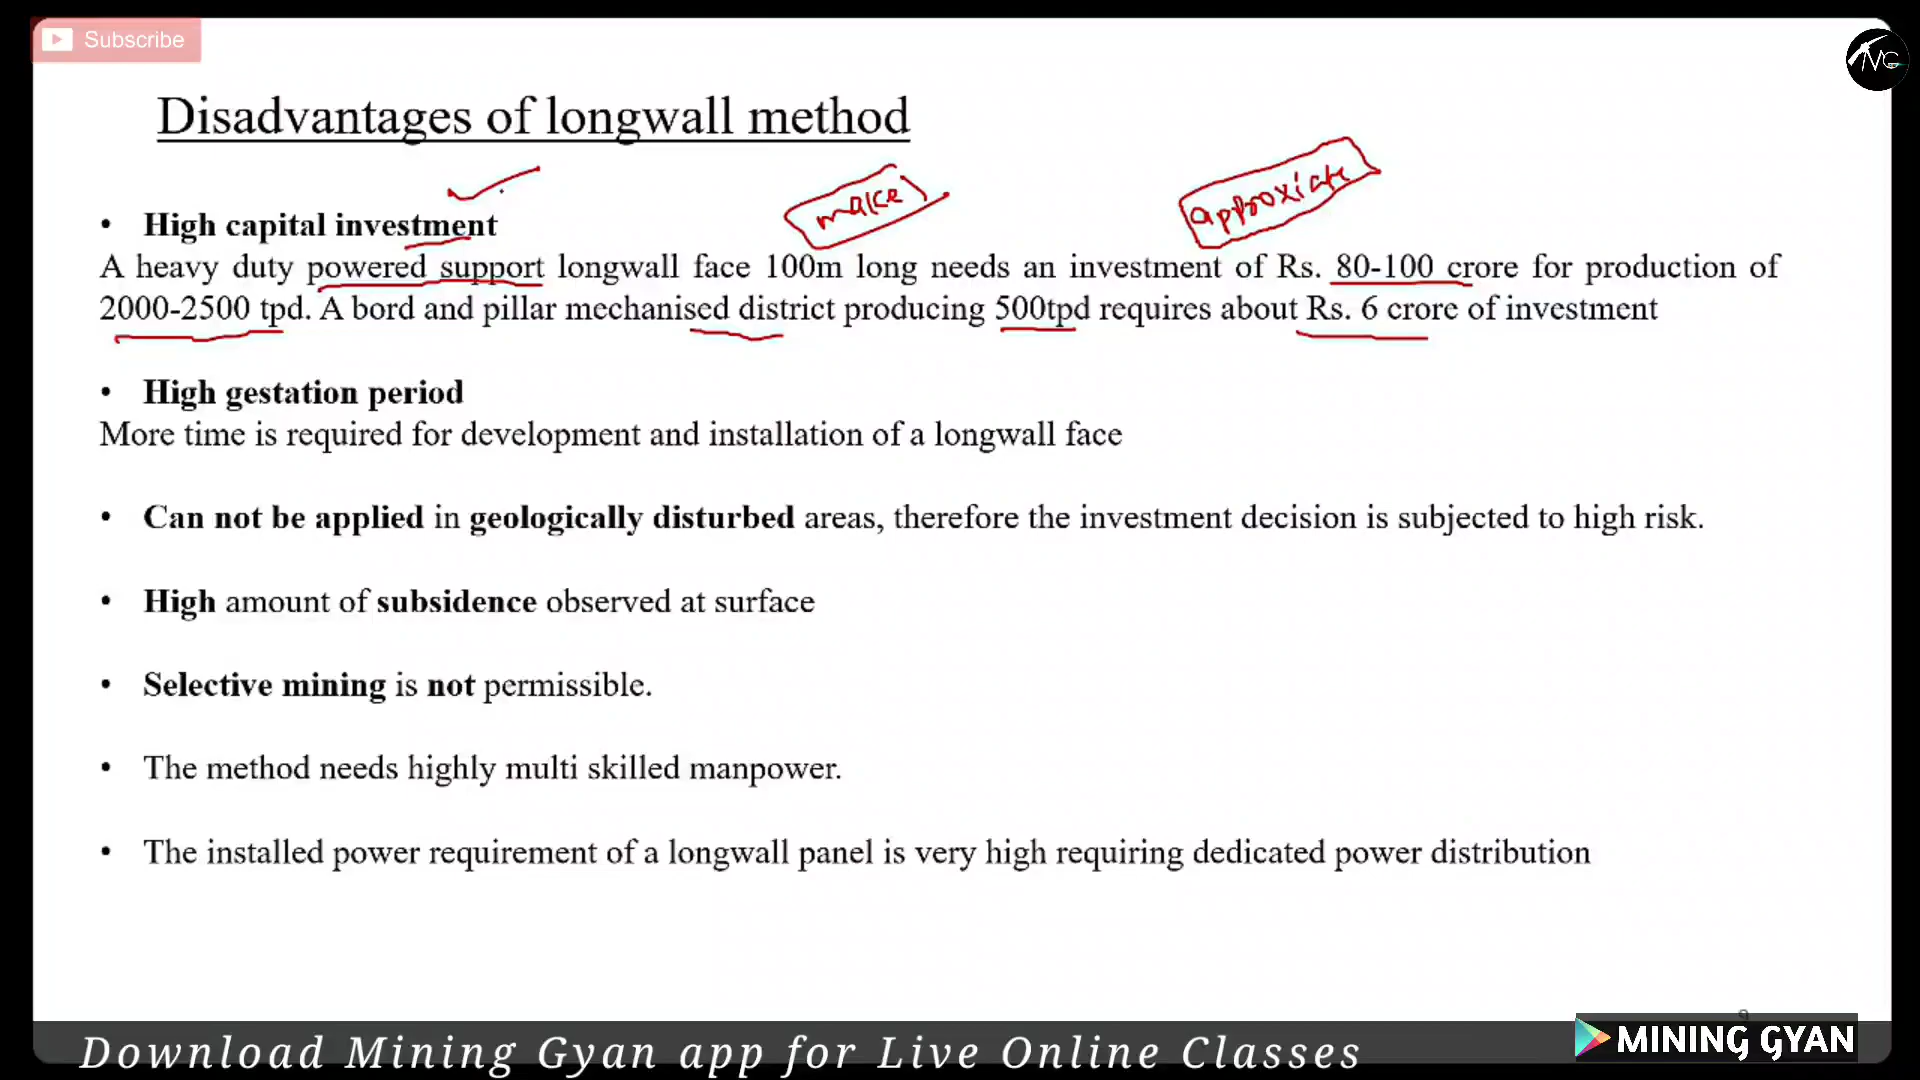 Subscribe
Disadvantages of longwall method
make
approxiate
• High capital investment
A heavy duty powered support longwall face 100m long needs an investment of Rs. 80-100 crore for production of
2000-2500 tpd. A bord and pillar mechanised district producing 500tpd requires about Rs. 6 crore of investment
• High gestation period
More time is required for development and installation of a longwall face
• Can not be applied in geologically disturbed areas, therefore the investment decision is subjected to high risk.
• High amount of subsidence observed at surface
• Selective mining is not permissible.
• The method needs highly multi skilled manpower.
• The installed power requirement of a longwall panel is very high requiring dedicated power distribution
9
Download Mining Gyan app for Live Online Classes
MINING GYAN